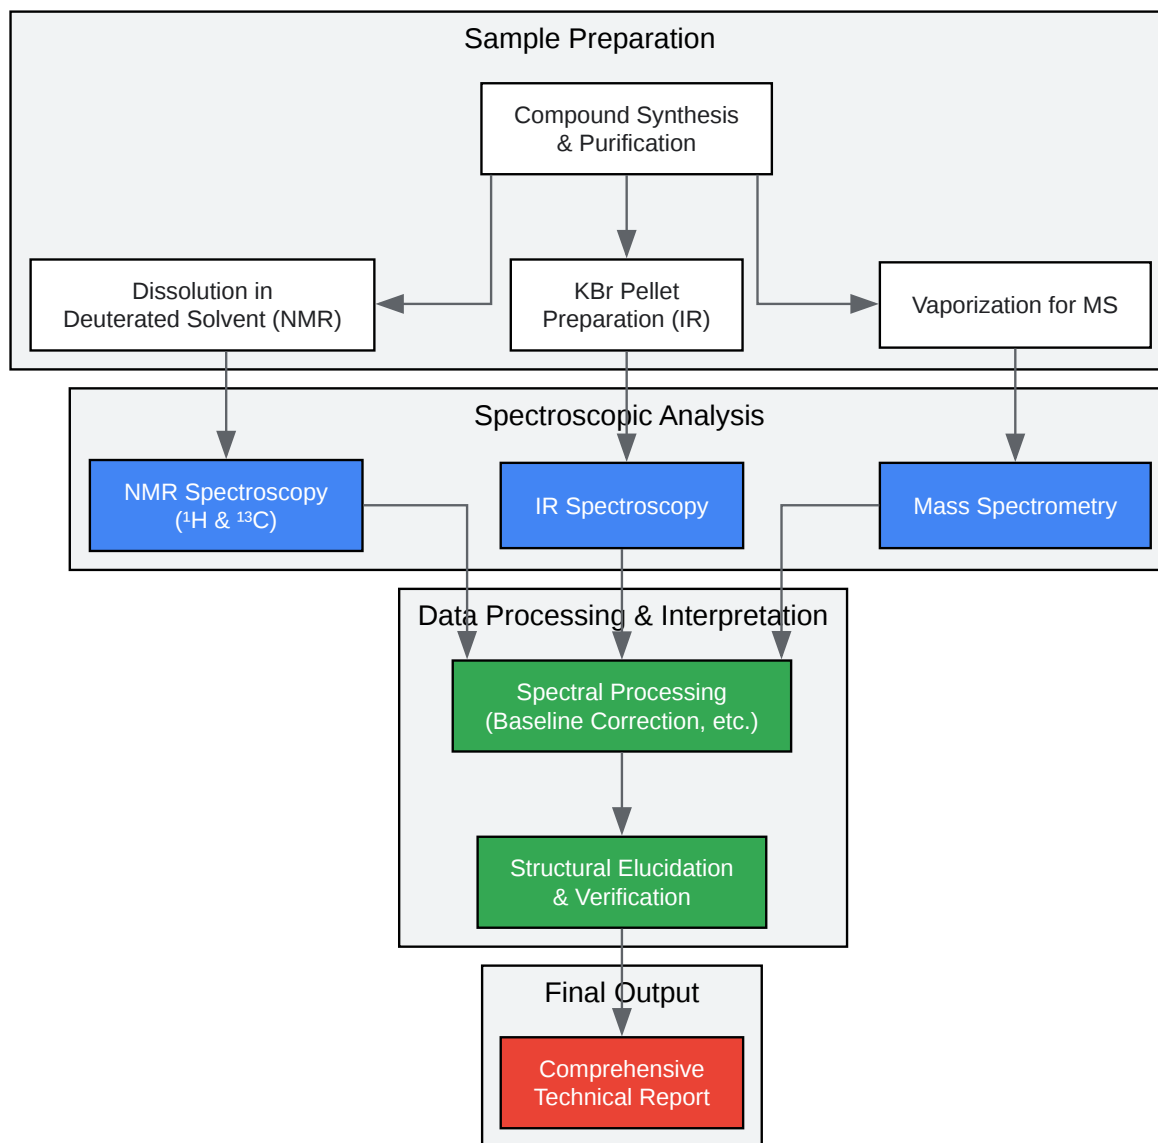 Sample Preparation
Compound Synthesis
& Purification
Dissolution in
Deuterated Solvent (NMR)
KBr Pellet
Preparation (IR)
Vaporization for MS
Spectroscopic Analysis
NMR Spectroscopy
(¹H & ¹³C)
IR Spectroscopy
Mass Spectrometry
Data Processing & Interpretation
Spectral Processing
(Baseline Correction, etc.)
Structural Elucidation
& Verification
Final Output
Comprehensive
Technical Report